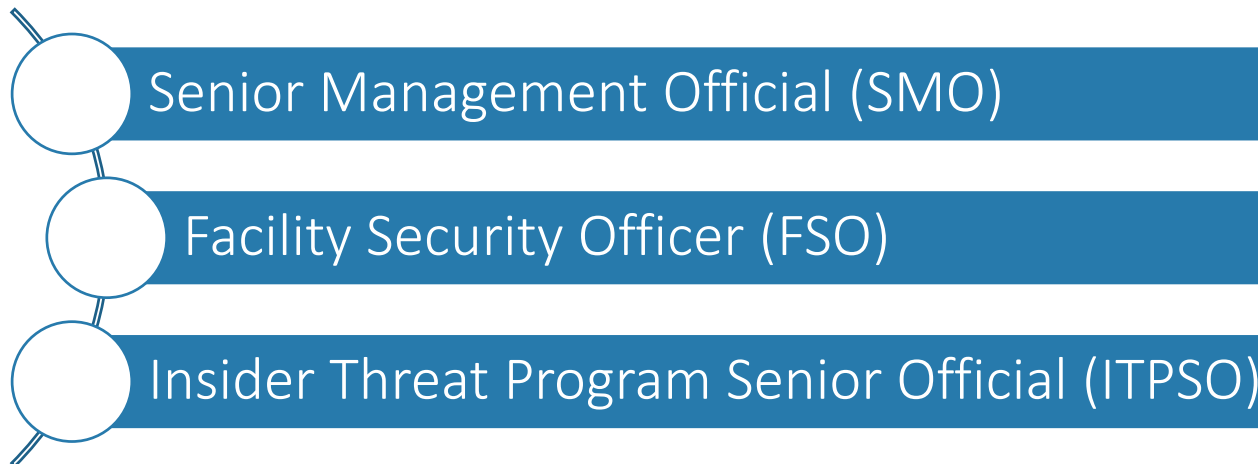 Senior Management Official (SMO)
Facility Security Officer (FSO)
Insider Threat Program Senior Official (ITPSO)